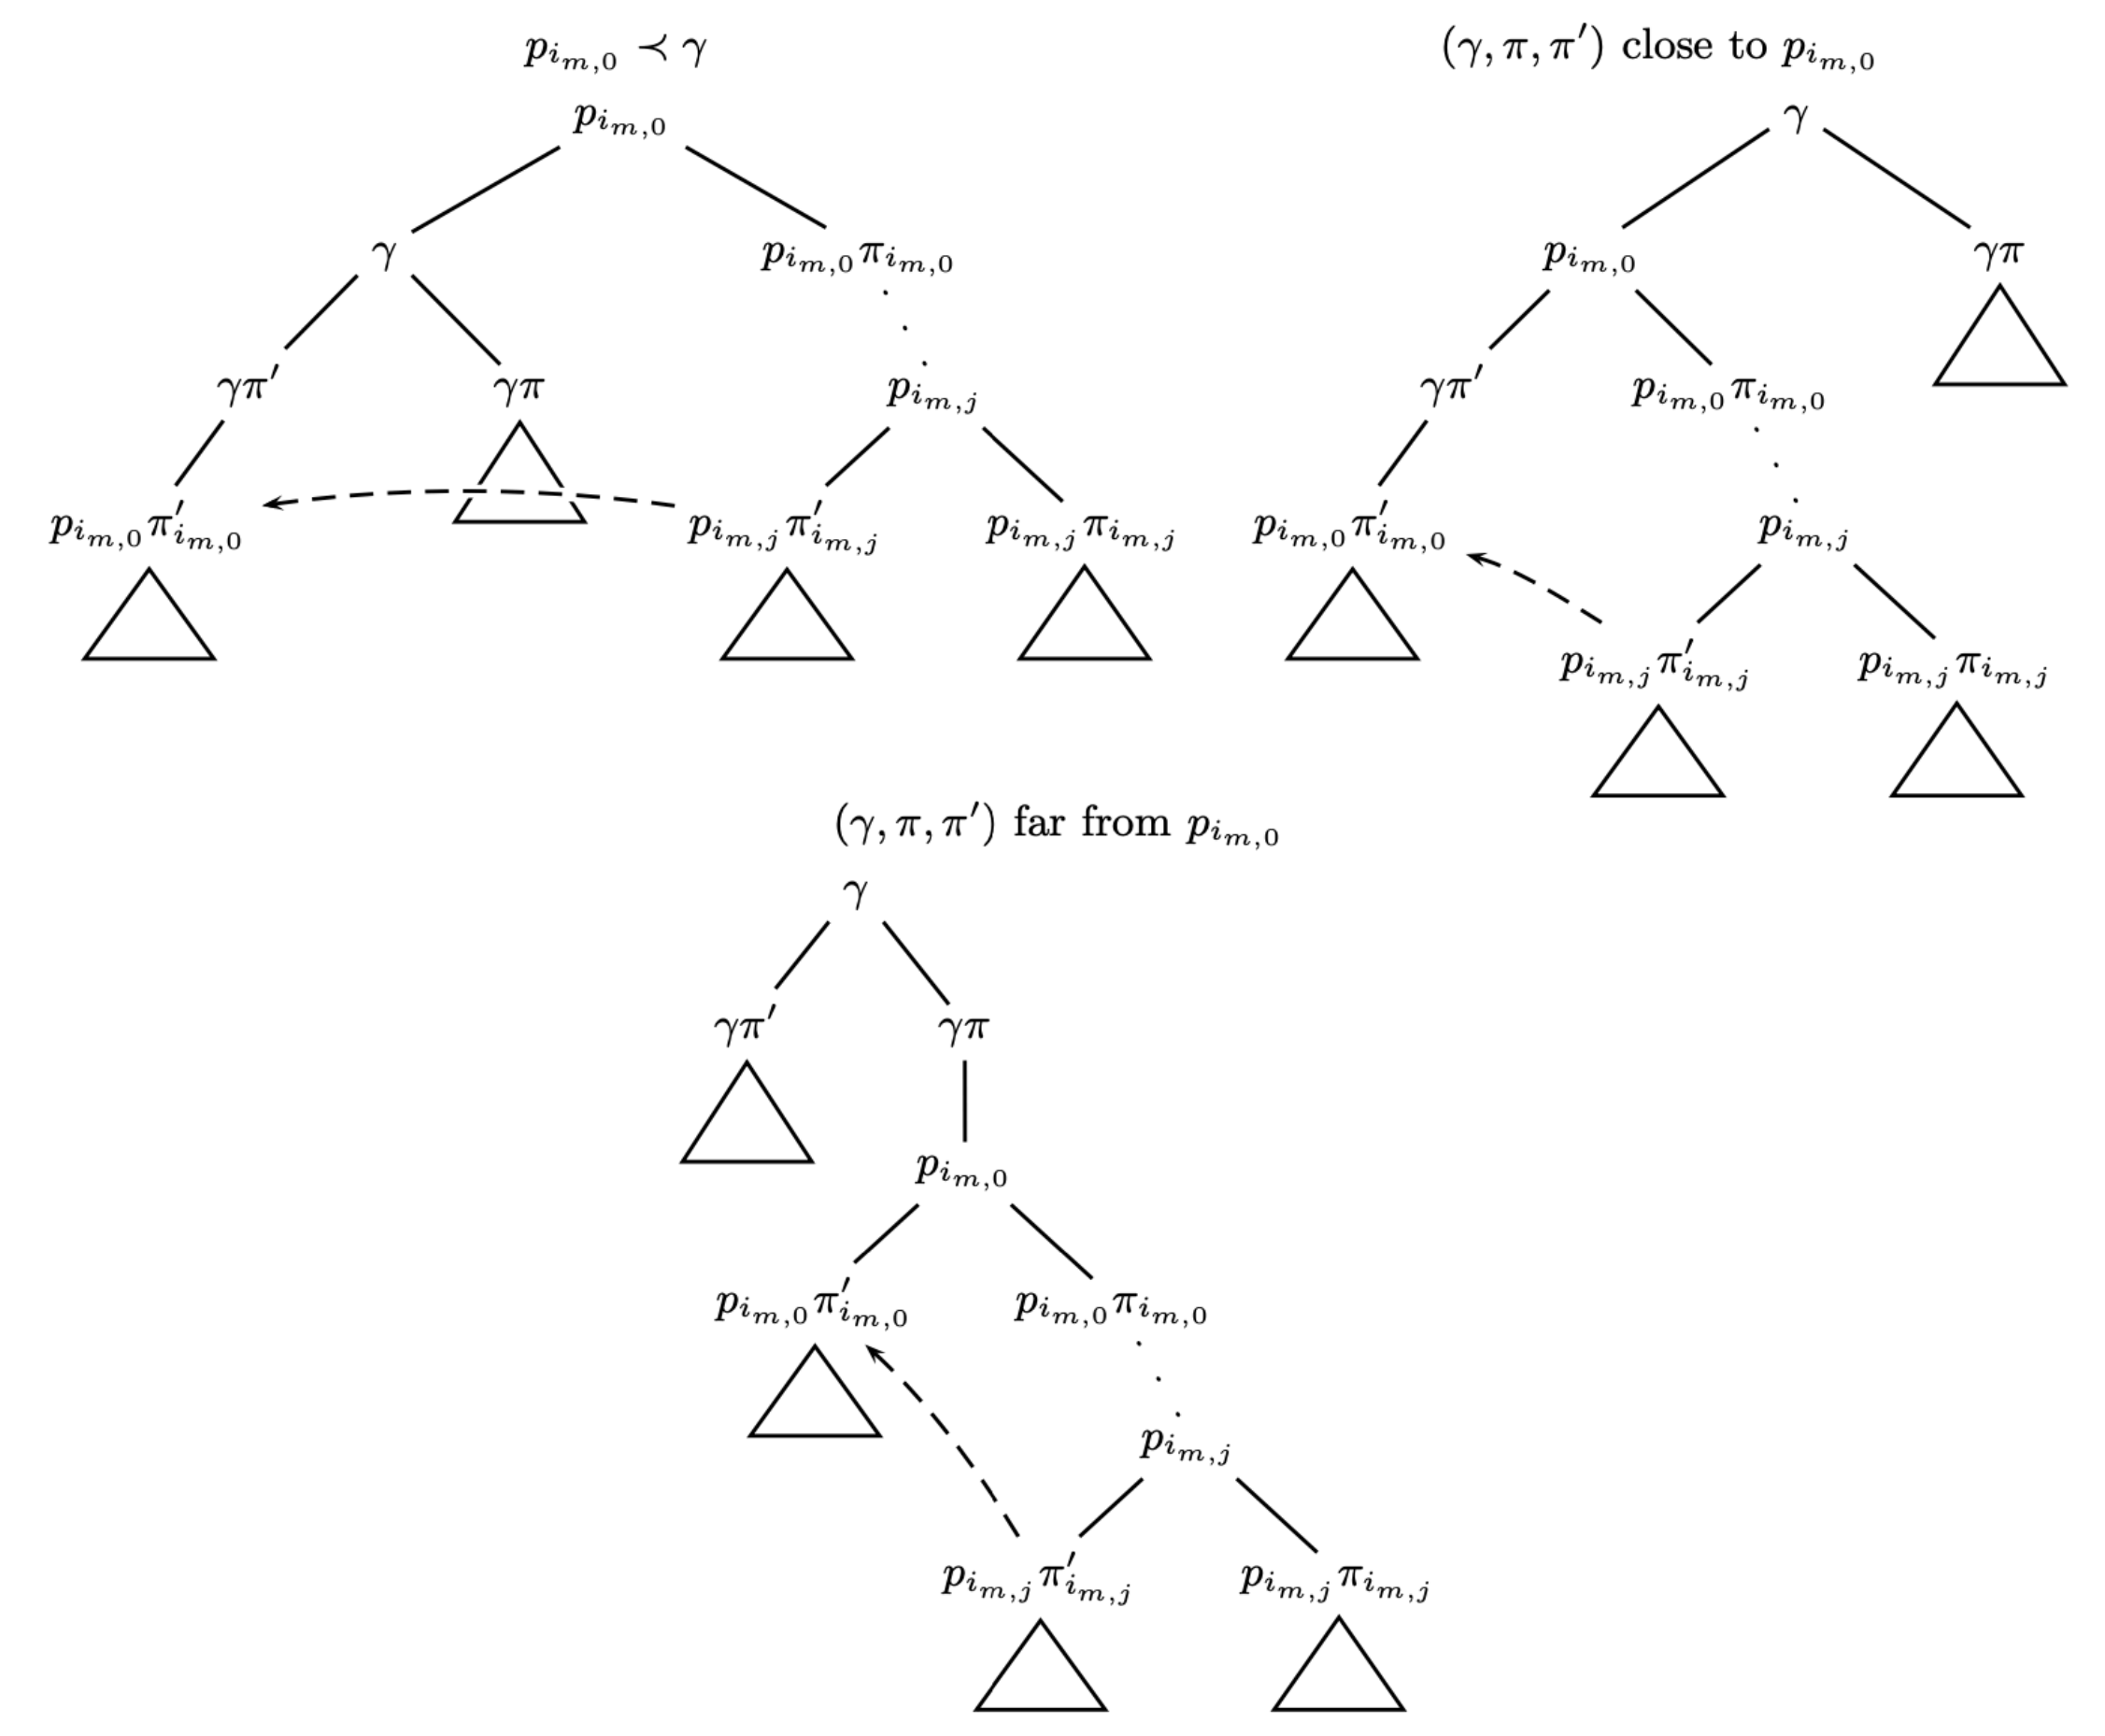 p_{i_{m,0}} ≺ γ
(γ, π, π′) close to p_{i_{m,0}}
p_{i_{m,0}}
γ
γ
p_{i_{m,0}}π_{i_{m,0}}
p_{i_{m,0}}
γπ
γπ′
γπ
p_{i_{m,j}}
γπ′
p_{i_{m,0}}π_{i_{m,0}}
p_{i_{m,0}}π′_{i_{m,0}}
p_{i_{m,j}}π′_{i_{m,j}}
p_{i_{m,j}}π_{i_{m,j}}
p_{i_{m,0}}π′_{i_{m,0}}
p_{i_{m,j}}
p_{i_{m,j}}π′_{i_{m,j}}
p_{i_{m,j}}π_{i_{m,j}}
(γ, π, π′) far from p_{i_{m,0}}
γ
γπ′
γπ
p_{i_{m,0}}
p_{i_{m,0}}π′_{i_{m,0}}
p_{i_{m,0}}π_{i_{m,0}}
p_{i_{m,j}}
p_{i_{m,j}}π′_{i_{m,j}}
p_{i_{m,j}}π_{i_{m,j}}